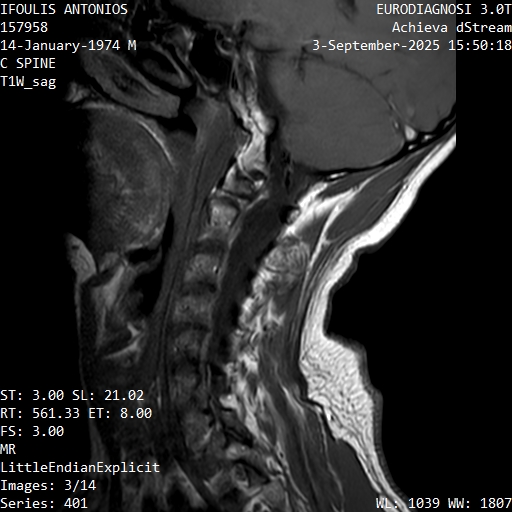 IFOULIS ANTONIOS
157958
14-January-1974 M
C SPINE
T1W_sag
EURODIAGNOSI 3.0T
Achieva dStream
3-September-2025 15:50:18
ST: 3.00 SL: 21.02
RT: 561.33 ET: 8.00
FS: 3.00
MR
LittleEndianExplicit
Images: 3/14
Series: 401
WL: 1039 WW: 1807